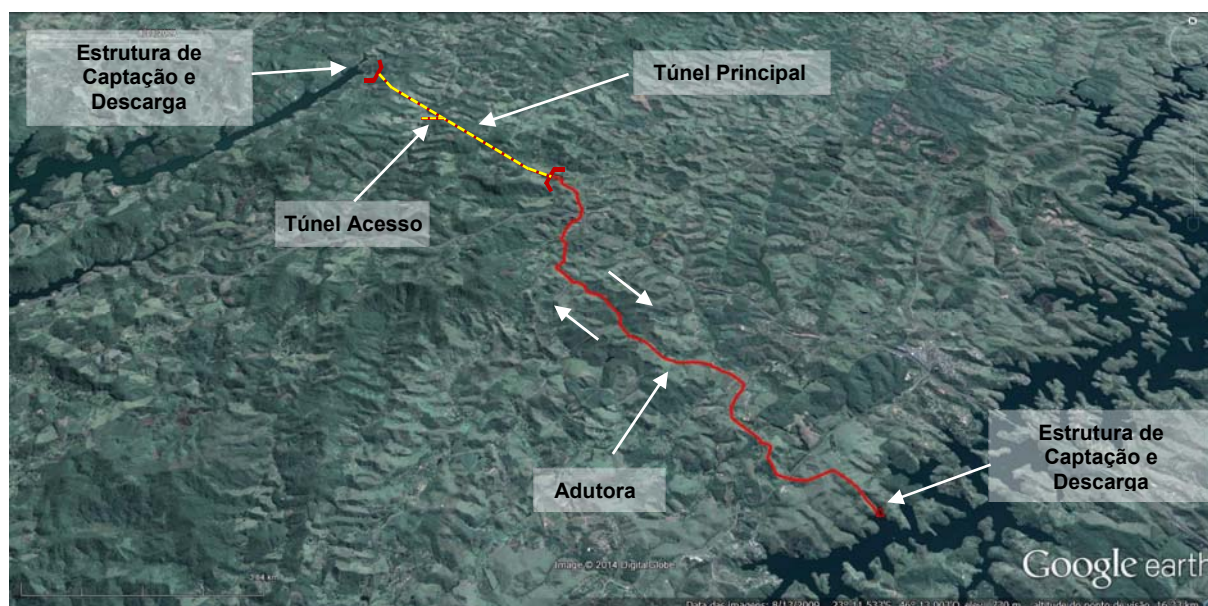 Estrutura de
Captação e
Descarga
Túnel Principal
Túnel Acesso
Adutora
Estrutura de
Captação e
Descarga
Image © 2014 DigitalGlobe
Google earth